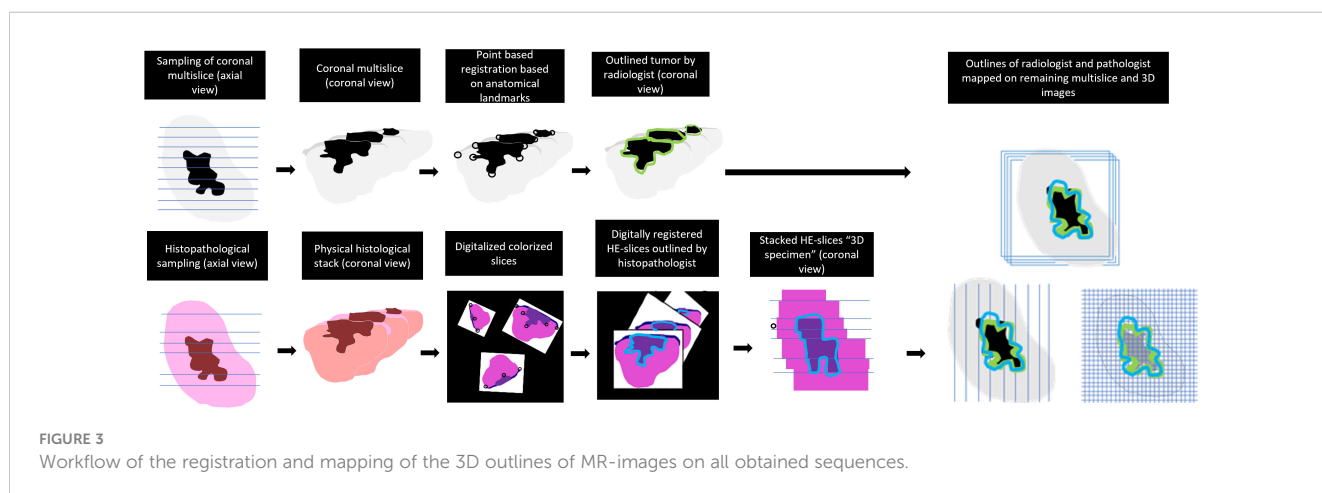 Sampling of coronal
multislice (axial
view)
Coronal multislice
(coronal view)
Point based
registration based
on anatomical
landmarks
Outlined tumor by
radiologist (coronal
view)
Outlines of radiologist and pathologist
mapped on remaining multislice and 3D
images
Histopathological
sampling (axial view)
Physical histological
stack (coronal view)
Digitalized colorized
slices
Digitally registered
HE-slices outlined by
histopathologist
Stacked HE-slices “3D
specimen” (coronal
view)
FIGURE 3
Workflow of the registration and mapping of the 3D outlines of MR-images on all obtained sequences.